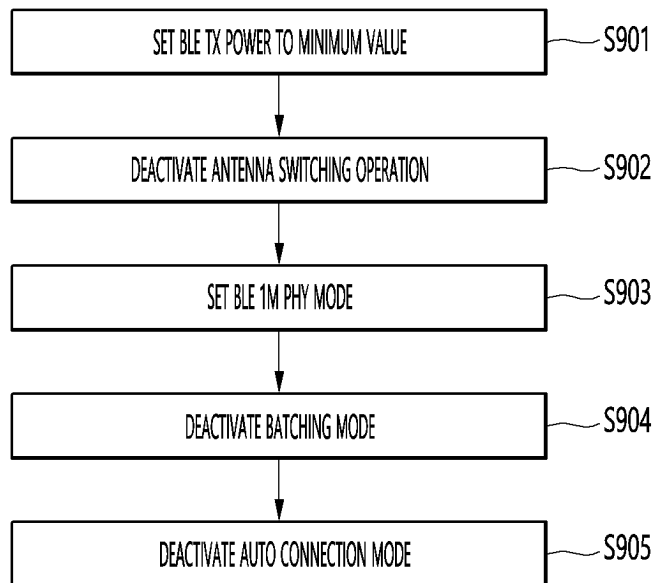 SET BLE TX POWER TO MINIMUM VALUE S901
DEACTIVATE ANTENNA SWITCHING OPERATION S902
SET BLE 1M PHY MODE S903
DEACTIVATE BATCHING MODE S904
DEACTIVATE AUTO CONNECTION MODE S905